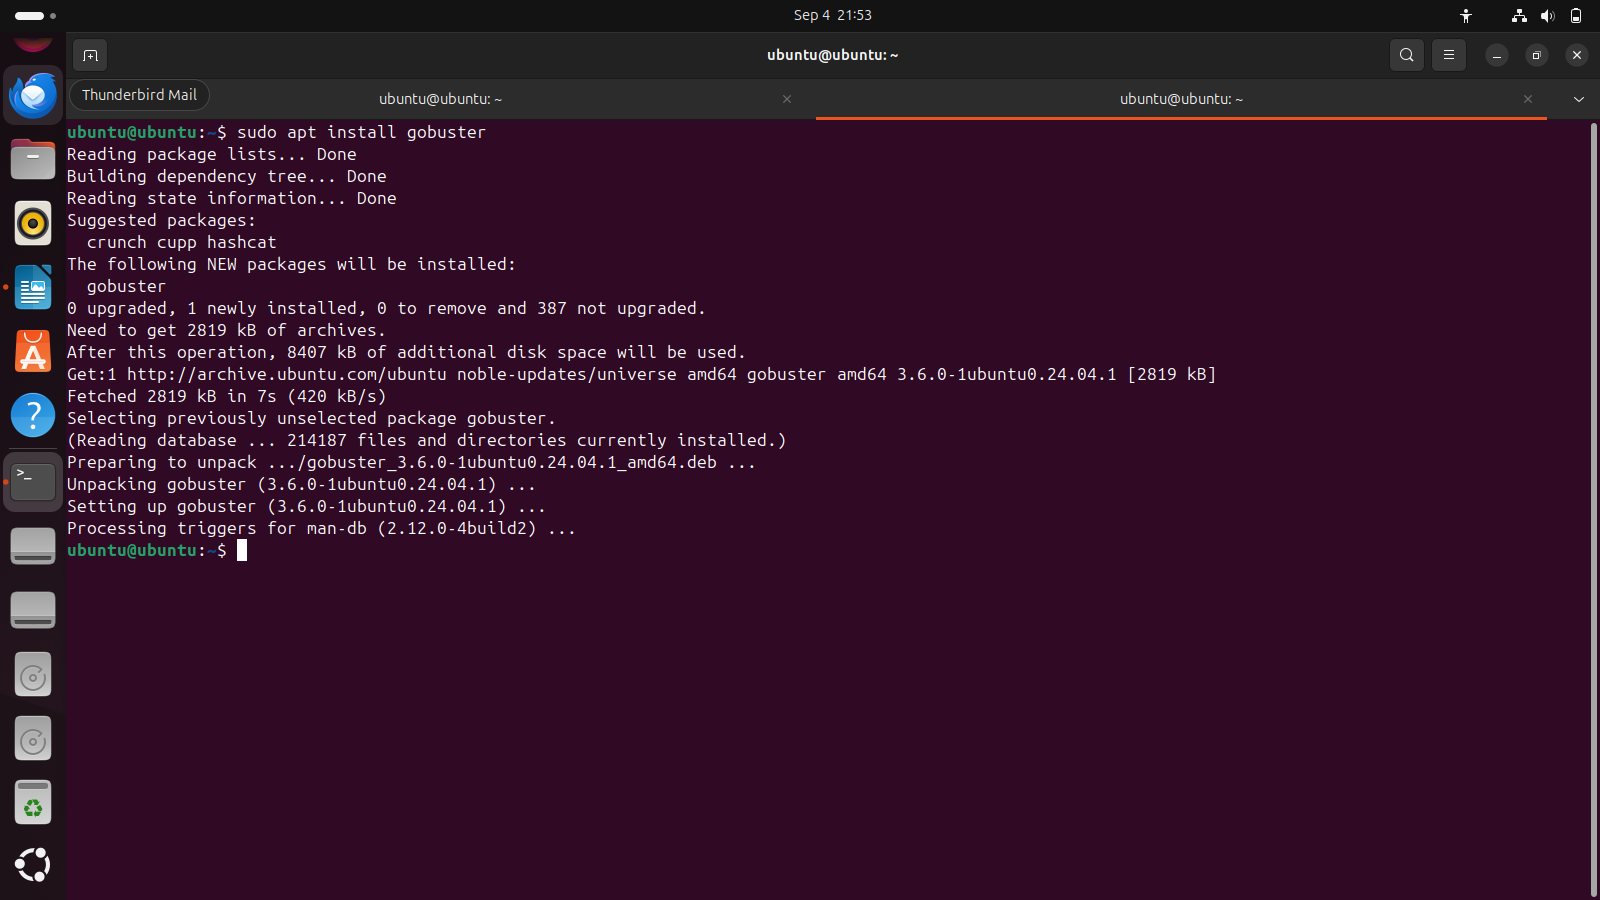 Sep 4 21:53
ubuntu@ubuntu: ~
Thunderbird Mail
ubuntu@ubuntu: ~
ubuntu@ubuntu: ~
ubuntu@ubuntu:~$ sudo apt install gobuster
Reading package lists... Done
Building dependency tree... Done
Reading state information... Done
Suggested packages:
  crunch cupp hashcat
The following NEW packages will be installed:
  gobuster
0 upgraded, 1 newly installed, 0 to remove and 387 not upgraded.
Need to get 2819 kB of archives.
After this operation, 8407 kB of additional disk space will be used.
Get:1 http://archive.ubuntu.com/ubuntu noble-updates/universe amd64 gobuster amd64 3.6.0-1ubuntu0.24.04.1 [2819 kB]
Fetched 2819 kB in 7s (420 kB/s)
Selecting previously unselected package gobuster.
(Reading database ... 214187 files and directories currently installed.)
Preparing to unpack .../gobuster_3.6.0-1ubuntu0.24.04.1_amd64.deb ...
Unpacking gobuster (3.6.0-1ubuntu0.24.04.1) ...
Setting up gobuster (3.6.0-1ubuntu0.24.04.1) ...
Processing triggers for man-db (2.12.0-4build2) ...
ubuntu@ubuntu:~$